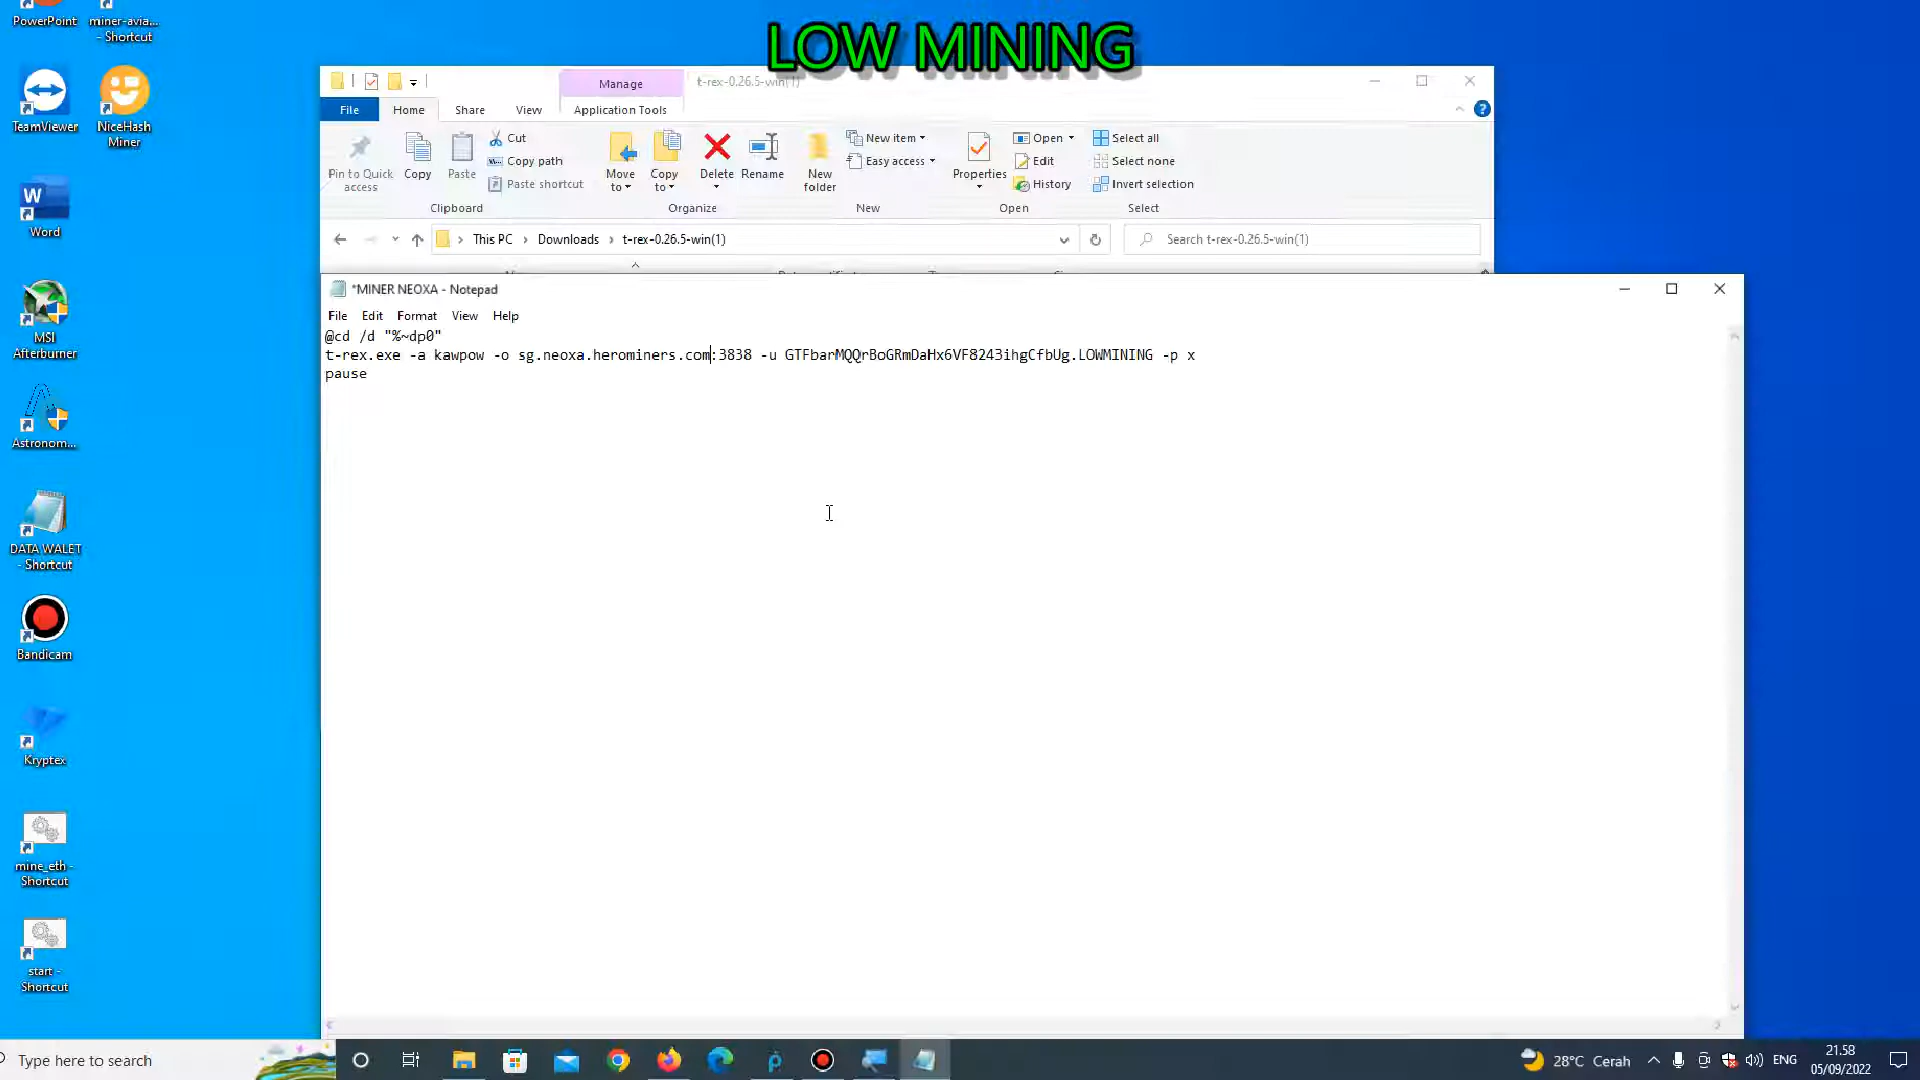 LOW MINING
PowerPoint
miner-avia...
- Shortcut
TeamViewer
NiceHash
Miner
Word
MSI
Afterburner
Astronom...
DATA WALET
- Shortcut
Bandicam
Kryptex
mine_eth -
Shortcut
start -
Shortcut
Manage
t-rex-0.26.5-win(1)
File
Home
Share
View
Application Tools
Pin to Quick
access
Copy
Paste
Cut
Copy path
Paste shortcut
Clipboard
Move
to
Copy
to
Delete
Rename
Organize
New
folder
New item
Easy access
New
Properties
Open
Edit
History
Open
Select all
Select none
Invert selection
Select
This PC
Downloads
t-rex-0.26.5-win(1)
Search t-rex-0.26.5-win(1)
*MINER NEOXA - Notepad
File Edit Format View Help
@cd /d "%~dp0"
t-rex.exe -a kawpow -o sg.neoxa.herominers.com:3838 -u GTFbarMQQrBoGRmDaHx6VF8243ihgCfbUg.LOWMINING -p x
pause
Type here to search
28°C Cerah
ENG
21.58
05/09/2022